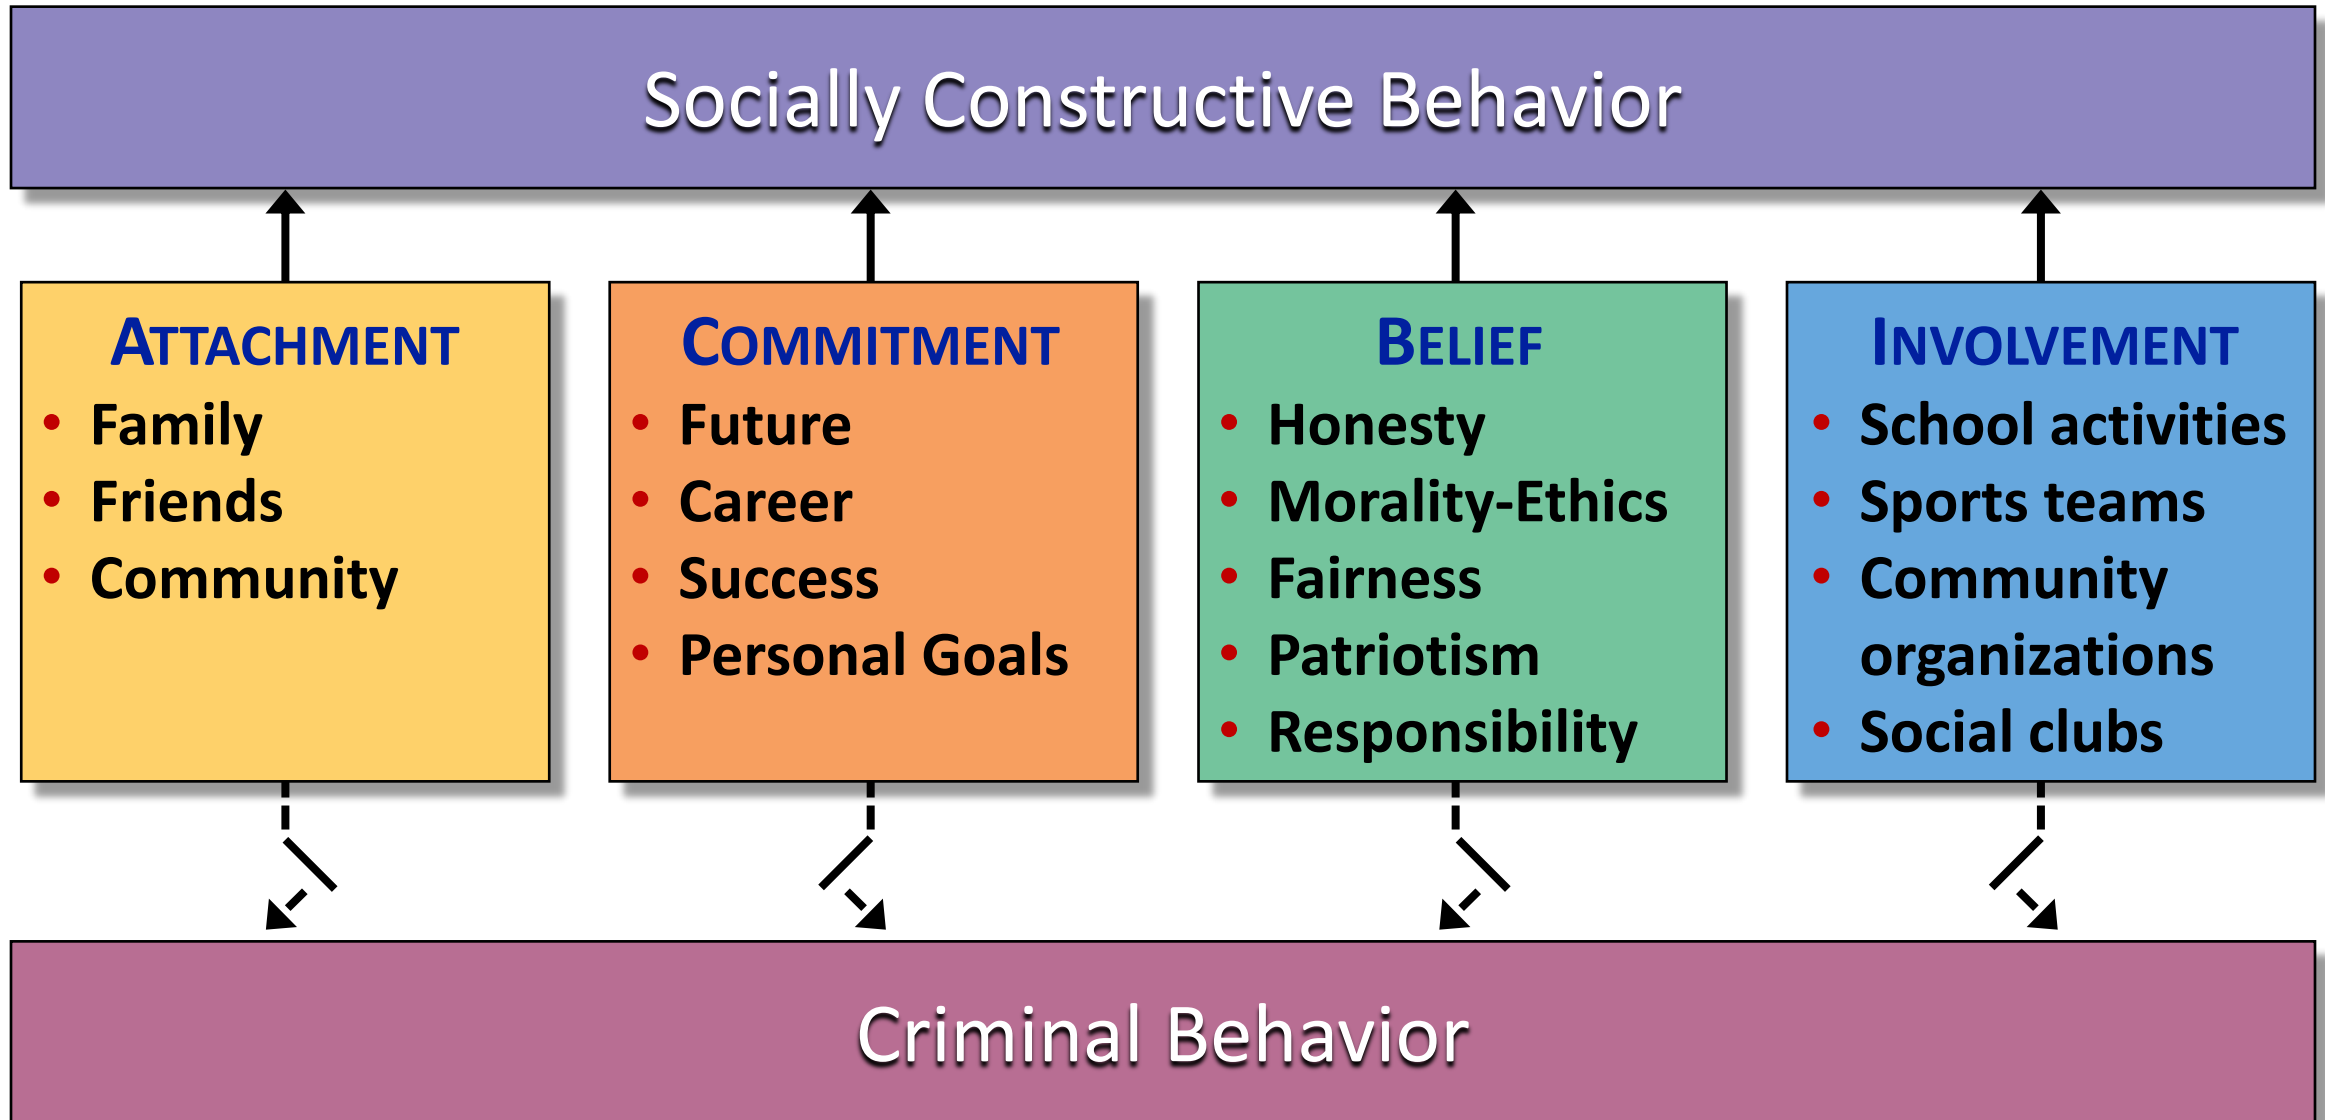 Socially Constructive Behavior
ATTACHMENT
• Family
• Friends
• Community
COMMITMENT
• Future
• Career
• Success
• Personal Goals
BELIEF
• Honesty
• Morality-Ethics
• Fairness
• Patriotism
• Responsibility
INVOLVEMENT
• School activities
• Sports teams
• Community
organizations
• Social clubs
Criminal Behavior